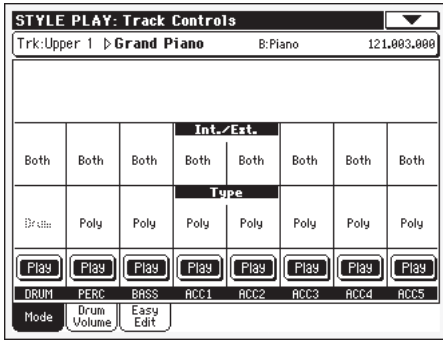 STYLE PLAY: Track Controls
Trk:Upper 1 ▷Grand Piano B:Piano 121.003.000
Int./Ext.
Both Both Both Both Both Both Both Both
Type
Drum Poly Poly Poly Poly Poly Poly Poly
Play Play Play Play Play Play Play Play
DRUM PERC BASS ACC1 ACC2 ACC3 ACC4 ACC5
Mode Drum Volume Easy Edit